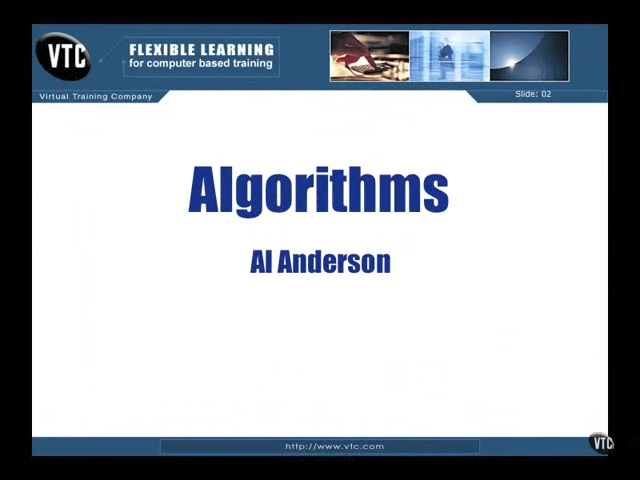 VTC
FLEXIBLE LEARNING
for computer based training
Virtual Training Company
Slide: 02
Algorithms
Al Anderson
http://www.vtc.com
VTC